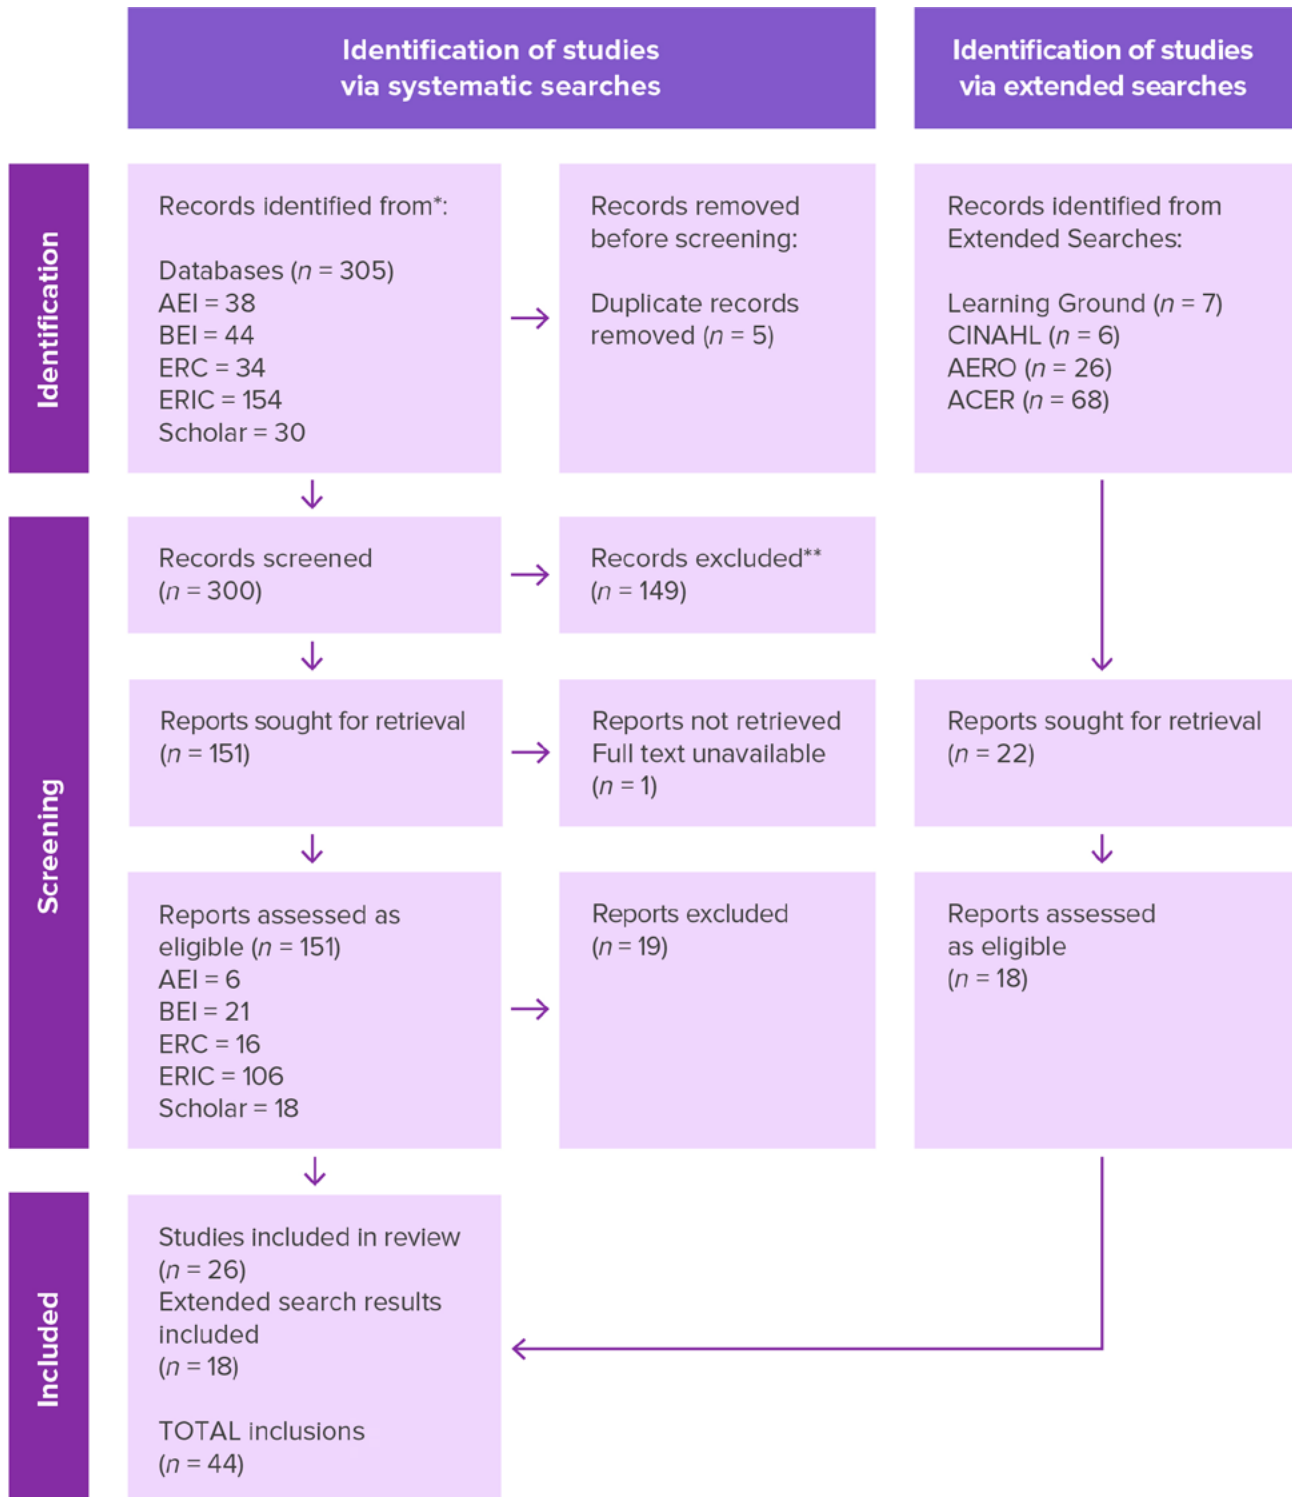 Identification of studies
via systematic searches
Identification of studies
via extended searches
Identification
Records identified from*:
Databases (n = 305)
AEI = 38
BEI = 44
ERC = 34
ERIC = 154
Scholar = 30
Records removed
before screening:
Duplicate records
removed (n = 5)
Records identified from
Extended Searches:
Learning Ground (n = 7)
CINAHL (n = 6)
AERO (n = 26)
ACER (n = 68)
Screening
Records screened
(n = 300)
Records excluded**
(n = 149)
Reports sought for retrieval
(n = 151)
Reports not retrieved
Full text unavailable
(n = 1)
Reports sought for retrieval
(n = 22)
Reports assessed as
eligible (n = 151)
AEI = 6
BEI = 21
ERC = 16
ERIC = 106
Scholar = 18
Reports excluded
(n = 19)
Reports assessed
as eligible
(n = 18)
Included
Studies included in review
(n = 26)
Extended search results
included
(n = 18)
TOTAL inclusions
(n = 44)